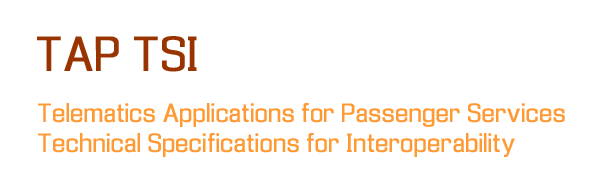 TAP TSI
Telematics Applications for Passenger Services
Technical Specifications for Interoperability